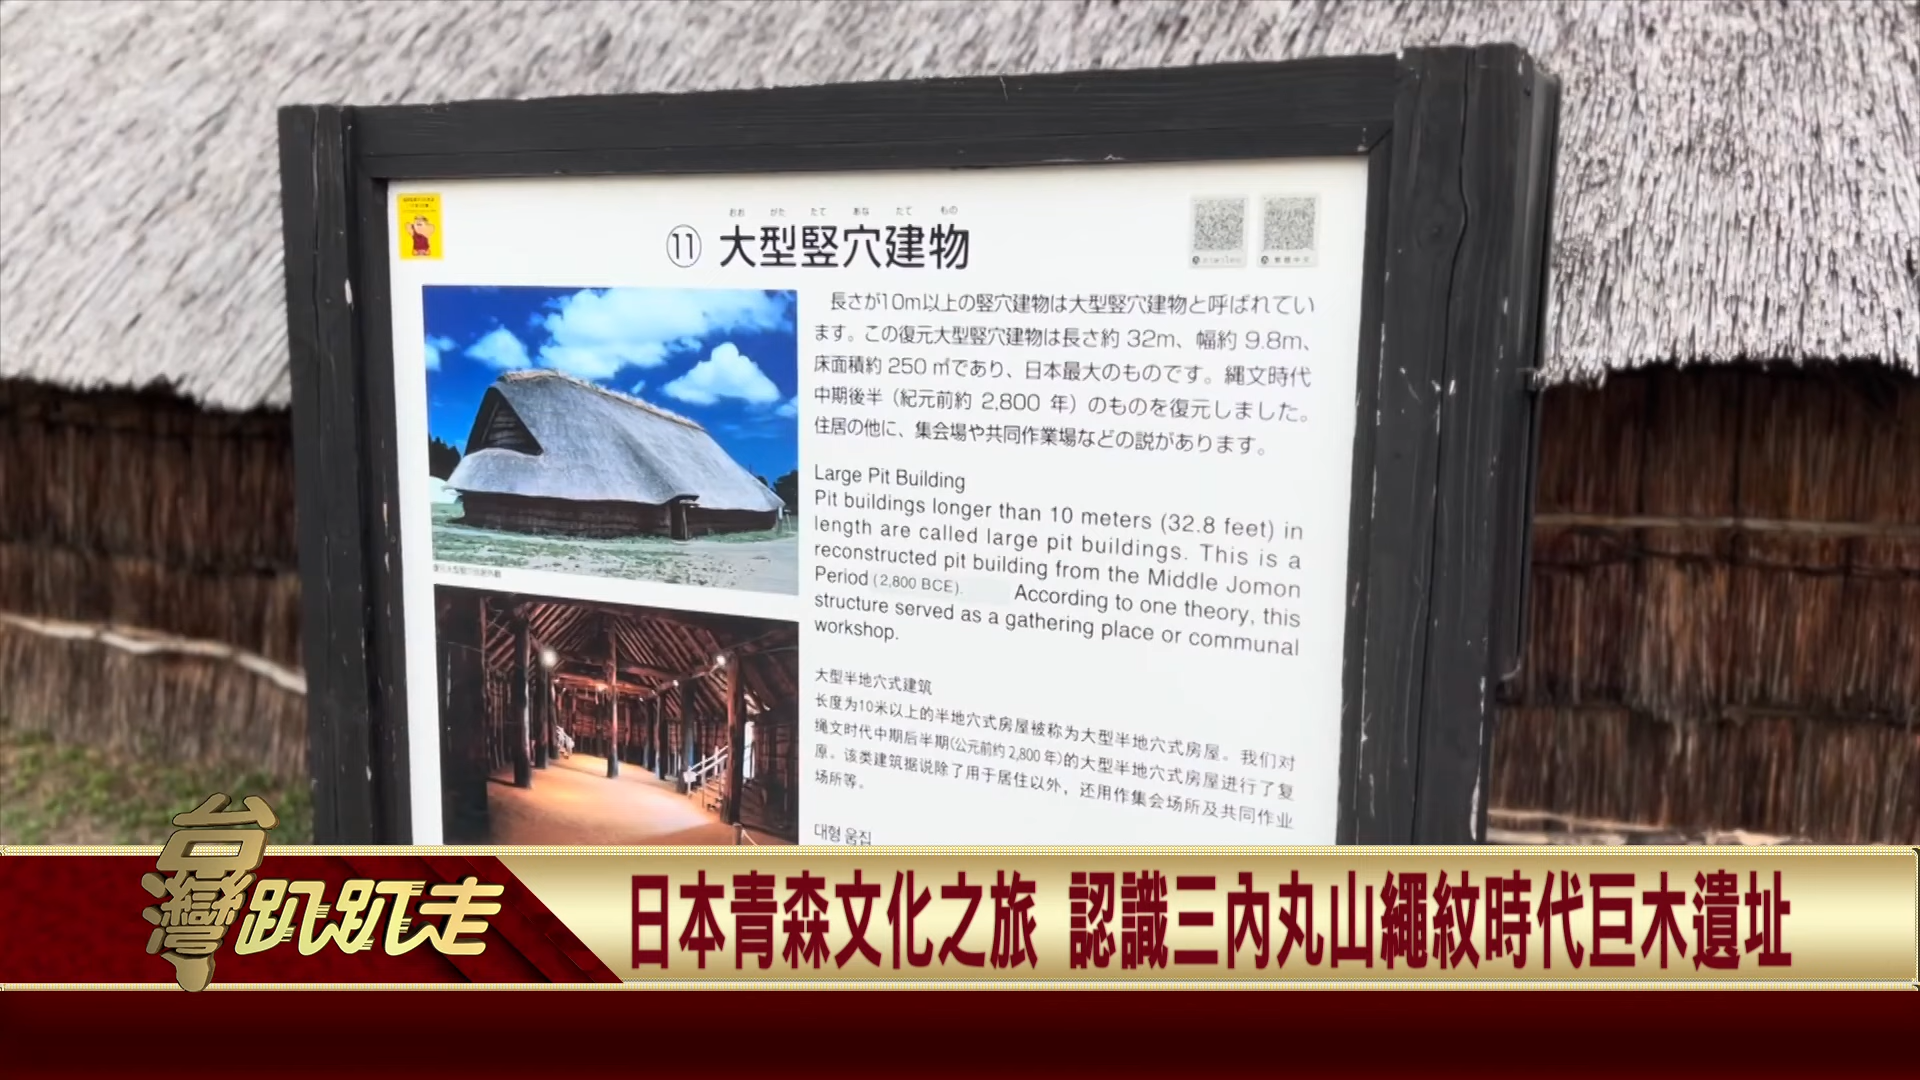 おお がた たて あな たて もの
⑪ 大型竪穴建物
長さが10m以上の竪穴建物は大型竪穴建物と呼ばれてい
ます。この復元大型竪穴建物は長さ約 32m、幅約 9.8m、
床面積約 250 ㎡であり、日本最大のものです。縄文時代
中期後半（紀元前約 2,800 年）のものを復元しました。
住居の他に、集会場や共同作業場などの説があります。
Large Pit Building
Pit buildings longer than 10 meters (32.8 feet) in
length are called large pit buildings. This is a
reconstructed pit building from the Middle Jomon
Period (2,800 BCE). According to one theory, this
structure served as a gathering place or communal
workshop.
大型半地穴式建筑
长度为10米以上的半地穴式房屋被称为大型半地穴式房屋。我们对
绳文时代中期后半期(公元前约2,800年)的大型半地穴式房屋进行了复
原。该类建筑据说除了用于居住以外，还用作集会场所及共同作业
场所等。
대형 움집
台灣趴趴走
日本青森文化之旅 認識三內丸山繩紋時代巨木遺址